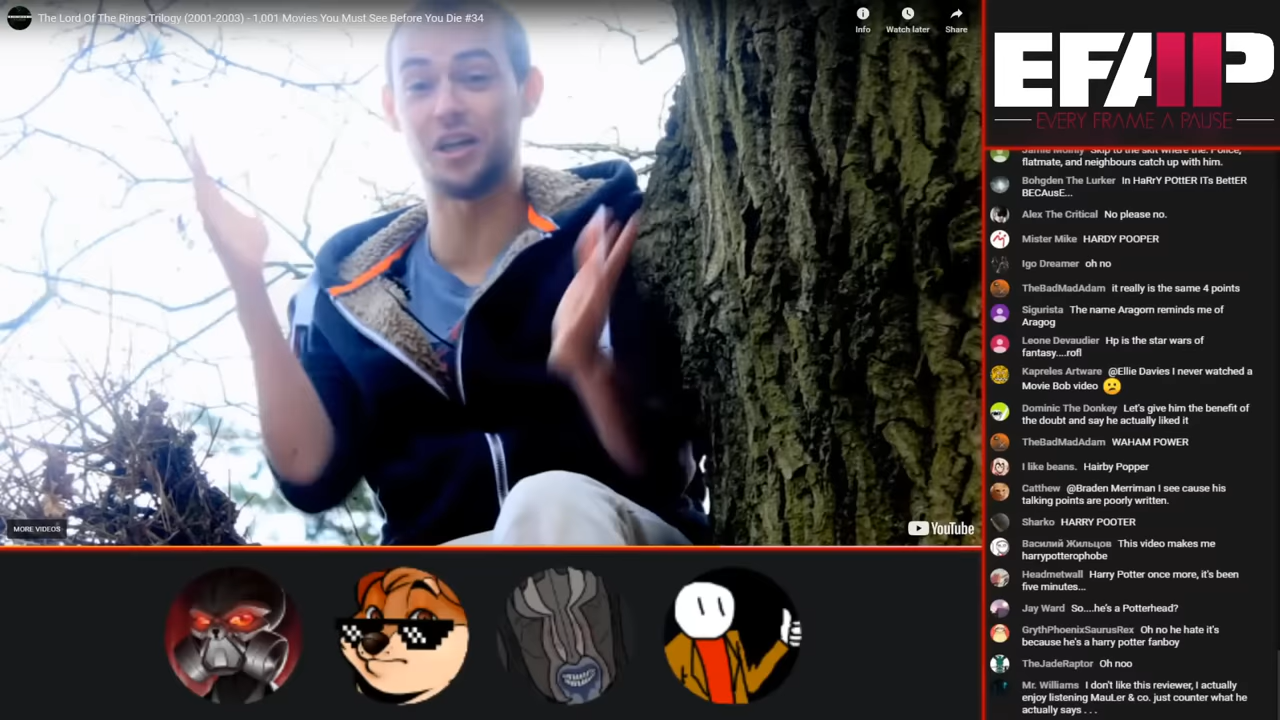 The Lord Of The Rings Trilogy (2001-2003) - 1,001 Movies You Must See Before You Die #34
Info
Watch later
Share
MORE VIDEOS
YouTube
EFAP
EVERY FRAME A PAUSE
Jamie Skip to the skit where the: Police,
flatmate, and neighbours catch up with him.
Bohgden The Lurker In HaRrY POttER ITs BettER
BECAusE...
Alex The Critical No please no.
Mister Mike HARDY POOPER
Igo Dreamer oh no
TheBadMadAdam it really is the same 4 points
Sigurista The name Aragorn reminds me of
Aragog
Leone Devaudier Hp is the star wars of
fantasy....rofl
Kapreles Artware @Ellie Davies I never watched a
Movie Bob video
Dominic The Donkey Let's give him the benefit of
the doubt and say he actually liked it
TheBadMadAdam WAHAM POWER
I like beans. Hairby Popper
Catthew @Braden Merriman I see cause his
talking points are poorly written.
Sharko HARRY POOTER
Василий Жильцов This video makes me
harrypotterophobe
Headmetwall Harry Potter once more, it's been
five minutes...
Jay Ward So....he's a Potterhead?
GrythPhoenixSaurusRex Oh no he hate it's
because he's a harry potter fanboy
TheJadeRaptor Oh noo
Mr. Williams I don't like this reviewer, I actually
enjoy listening MauLer & co. just counter what he
actually says . . .